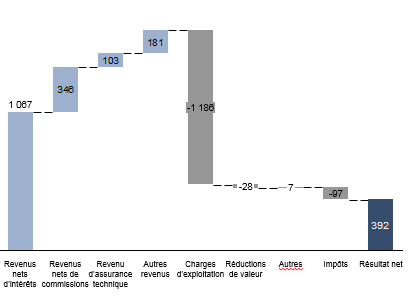 1 067
346
103
181
-1 186
-28
7
-97
392
Revenus nets d'intérêts
Revenus nets de commissions
Revenu d'assurance technique
Autres revenus
Charges d'exploitation
Réductions de valeur
Autres
Impôts
Résultat net